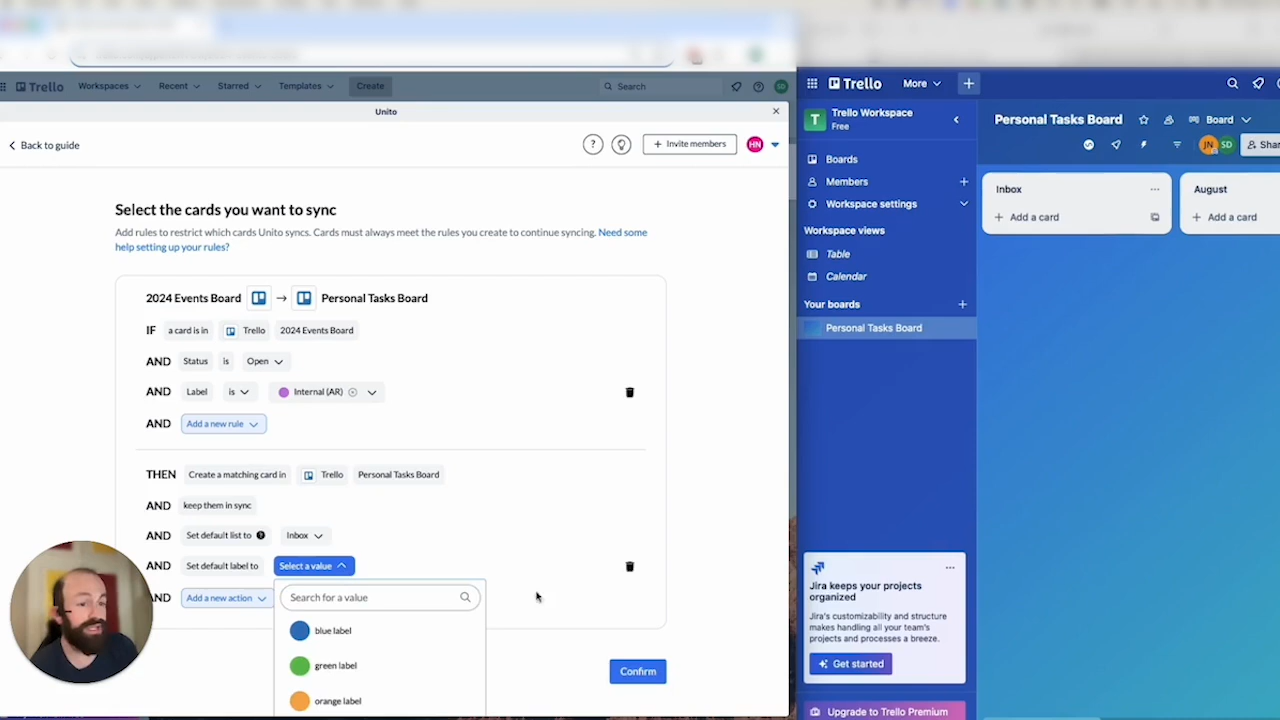 Trello
Workspaces
Recent
Starred
Templates
Create
Search
SD
Unito
Back to guide
?
+ Invite members
HN
Select the cards you want to sync
Add rules to restrict which cards Unito syncs. Cards must always meet the rules you create to continue syncing. Need some
help setting up your rules?
2024 Events Board → Personal Tasks Board
IF a card is in Trello 2024 Events Board
AND Status is Open
AND Label is Internal (AR)
AND Add a new rule
THEN Create a matching card in Trello Personal Tasks Board
AND keep them in sync
AND Set default list to ? Inbox
AND Set default label to Select a value
AND Add a new action
Search for a value
blue label
green label
orange label
Confirm
Trello
More
+
T
Trello Workspace
Free
Boards
Members
Workspace settings
Workspace views
Table
Calendar
Your boards
Personal Tasks Board
Jira keeps your projects
organized
Jira's customizability and structure
makes handling all your team's
projects and processes a breeze.
Get started
Upgrade to Trello Premium
Personal Tasks Board
Board
JN
SD
Shar
Inbox
+ Add a card
August
+ Add a card